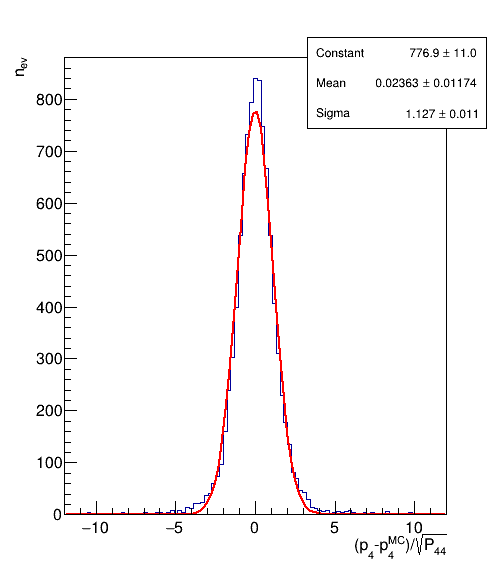 Constant 776.9 ± 11.0
Mean 0.02363 ± 0.01174
Sigma 1.127 ± 0.011
n_ev
800
700
600
500
400
300
200
100
0
−10 −5 0 5 10
(p_4-p_4^MC)/√P_44